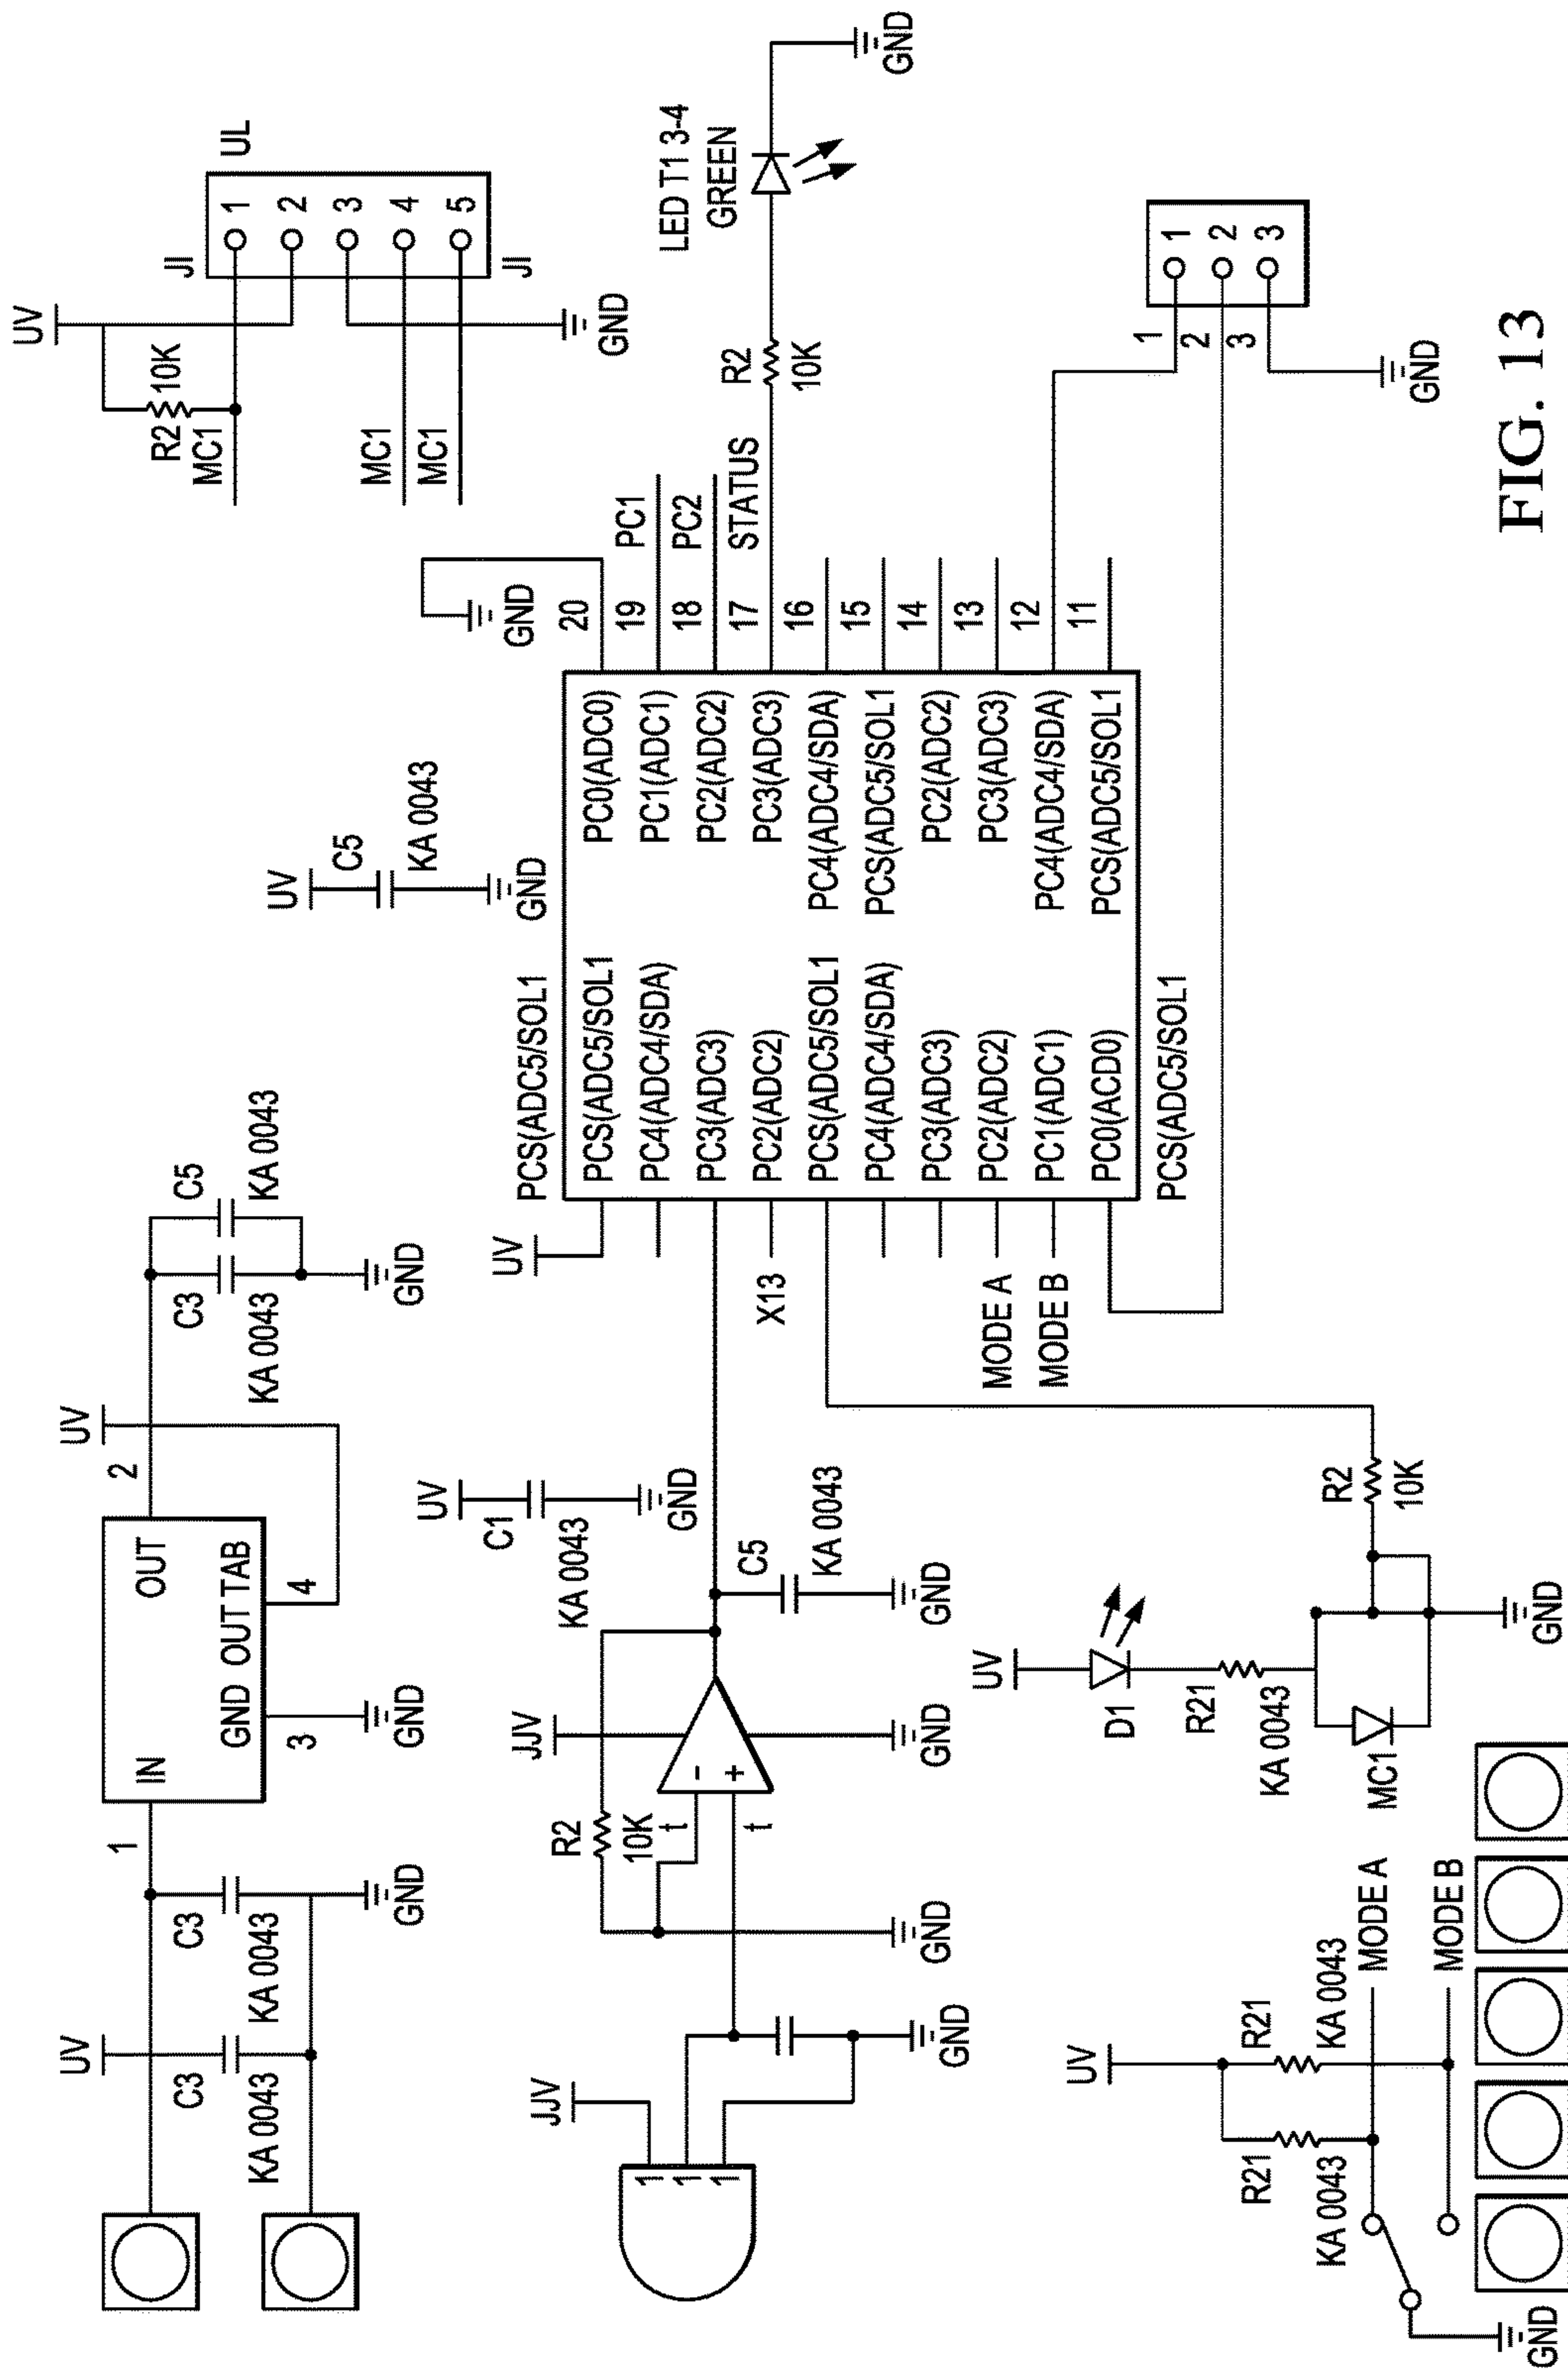 UV
C3
KA 0043
C3
KA 0043
GND
1
IN
OUT
GND OUT TAB
3
GND
4
2
UV
C3
KA 0043
C5
KA 0043
GND
UV
R2
10K
MC1
MC1
MC1
JI
UL
1
2
3
4
5
JI
GND
JJV
1
1
1
GND
GND
R2
10K
t
t
-
+
JJV
GND
C5
KA 0043
GND
UV
C1
KA 0043
GND
UV
C5
KA 0043
GND
UV
X13
MODE A
MODE B
PCS(ADC5/SOL1
PCS(ADC5/SOL1
PC4(ADC4/SDA)
PC3(ADC3)
PC2(ADC2)
PCS(ADC5/SOL1
PC4(ADC4/SDA)
PC3(ADC3)
PC2(ADC2)
PC1(ADC1)
PC0(ACD0)
PCS(ADC5/SOL1
PC0(ADC0)
PC1(ADC1)
PC2(ADC2)
PC3(ADC3)
PC4(ADC4/SDA)
PCS(ADC5/SOL1
PC2(ADC2)
PC3(ADC3)
PC4(ADC4/SDA)
PCS(ADC5/SOL1
GND
20
19
PC1
18
PC2
17
STATUS
16
15
14
13
12
11
R2
10K
LED T1 3-4
GREEN
GND
1
2
3
1
2
3
GND
UV
R21
KA 0043
R21
KA 0043
MODE A
MODE B
GND
UV
D1
R21
KA 0043
MC1
R2
10K
GND
FIG. 13